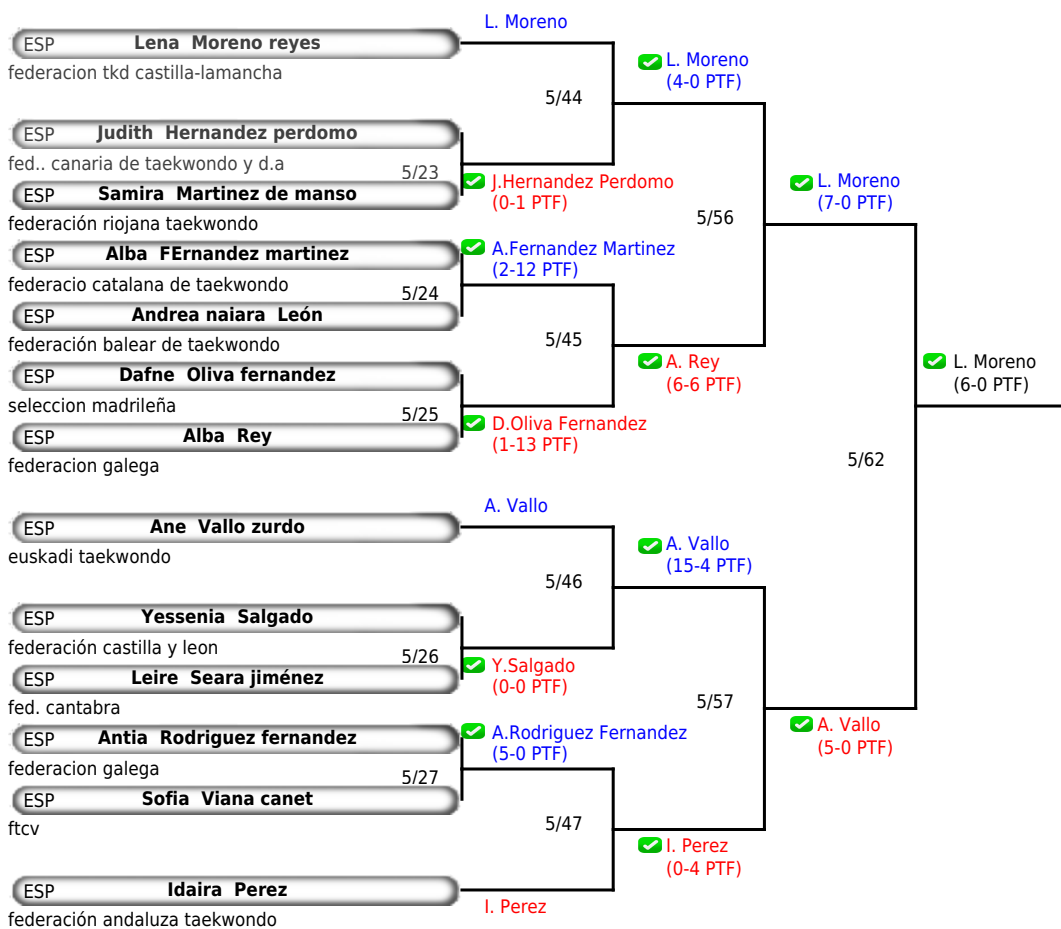 L. Moreno
ESP Lena Moreno reyes
federacion tkd castilla-lamancha
L. Moreno
(4-0 PTF)
5/44
ESP Judith Hernandez perdomo
fed.. canaria de taekwondo y d.a
5/23
J.Hernandez Perdomo
(0-1 PTF)
ESP Samira Martinez de manso
federación riojana taekwondo
L. Moreno
(7-0 PTF)
5/56
ESP Alba FErnandez martinez
federacio catalana de taekwondo
A.Fernandez Martinez
(2-12 PTF)
5/24
ESP Andrea naiara León
federación balear de taekwondo
5/45
A. Rey
(6-6 PTF)
L. Moreno
(6-0 PTF)
ESP Dafne Oliva fernandez
seleccion madrileña
5/25
D.Oliva Fernandez
(1-13 PTF)
ESP Alba Rey
federacion galega
5/62
A. Vallo
ESP Ane Vallo zurdo
euskadi taekwondo
A. Vallo
(15-4 PTF)
5/46
ESP Yessenia Salgado
federación castilla y leon
5/26
Y.Salgado
(0-0 PTF)
ESP Leire Seara jiménez
fed. cantabra
5/57
A. Vallo
(5-0 PTF)
ESP Antia Rodriguez fernandez
federacion galega
A.Rodriguez Fernandez
(5-0 PTF)
5/27
ESP Sofia Viana canet
ftcv
5/47
I. Perez
(0-4 PTF)
ESP Idaira Perez
federación andaluza taekwondo
I. Perez